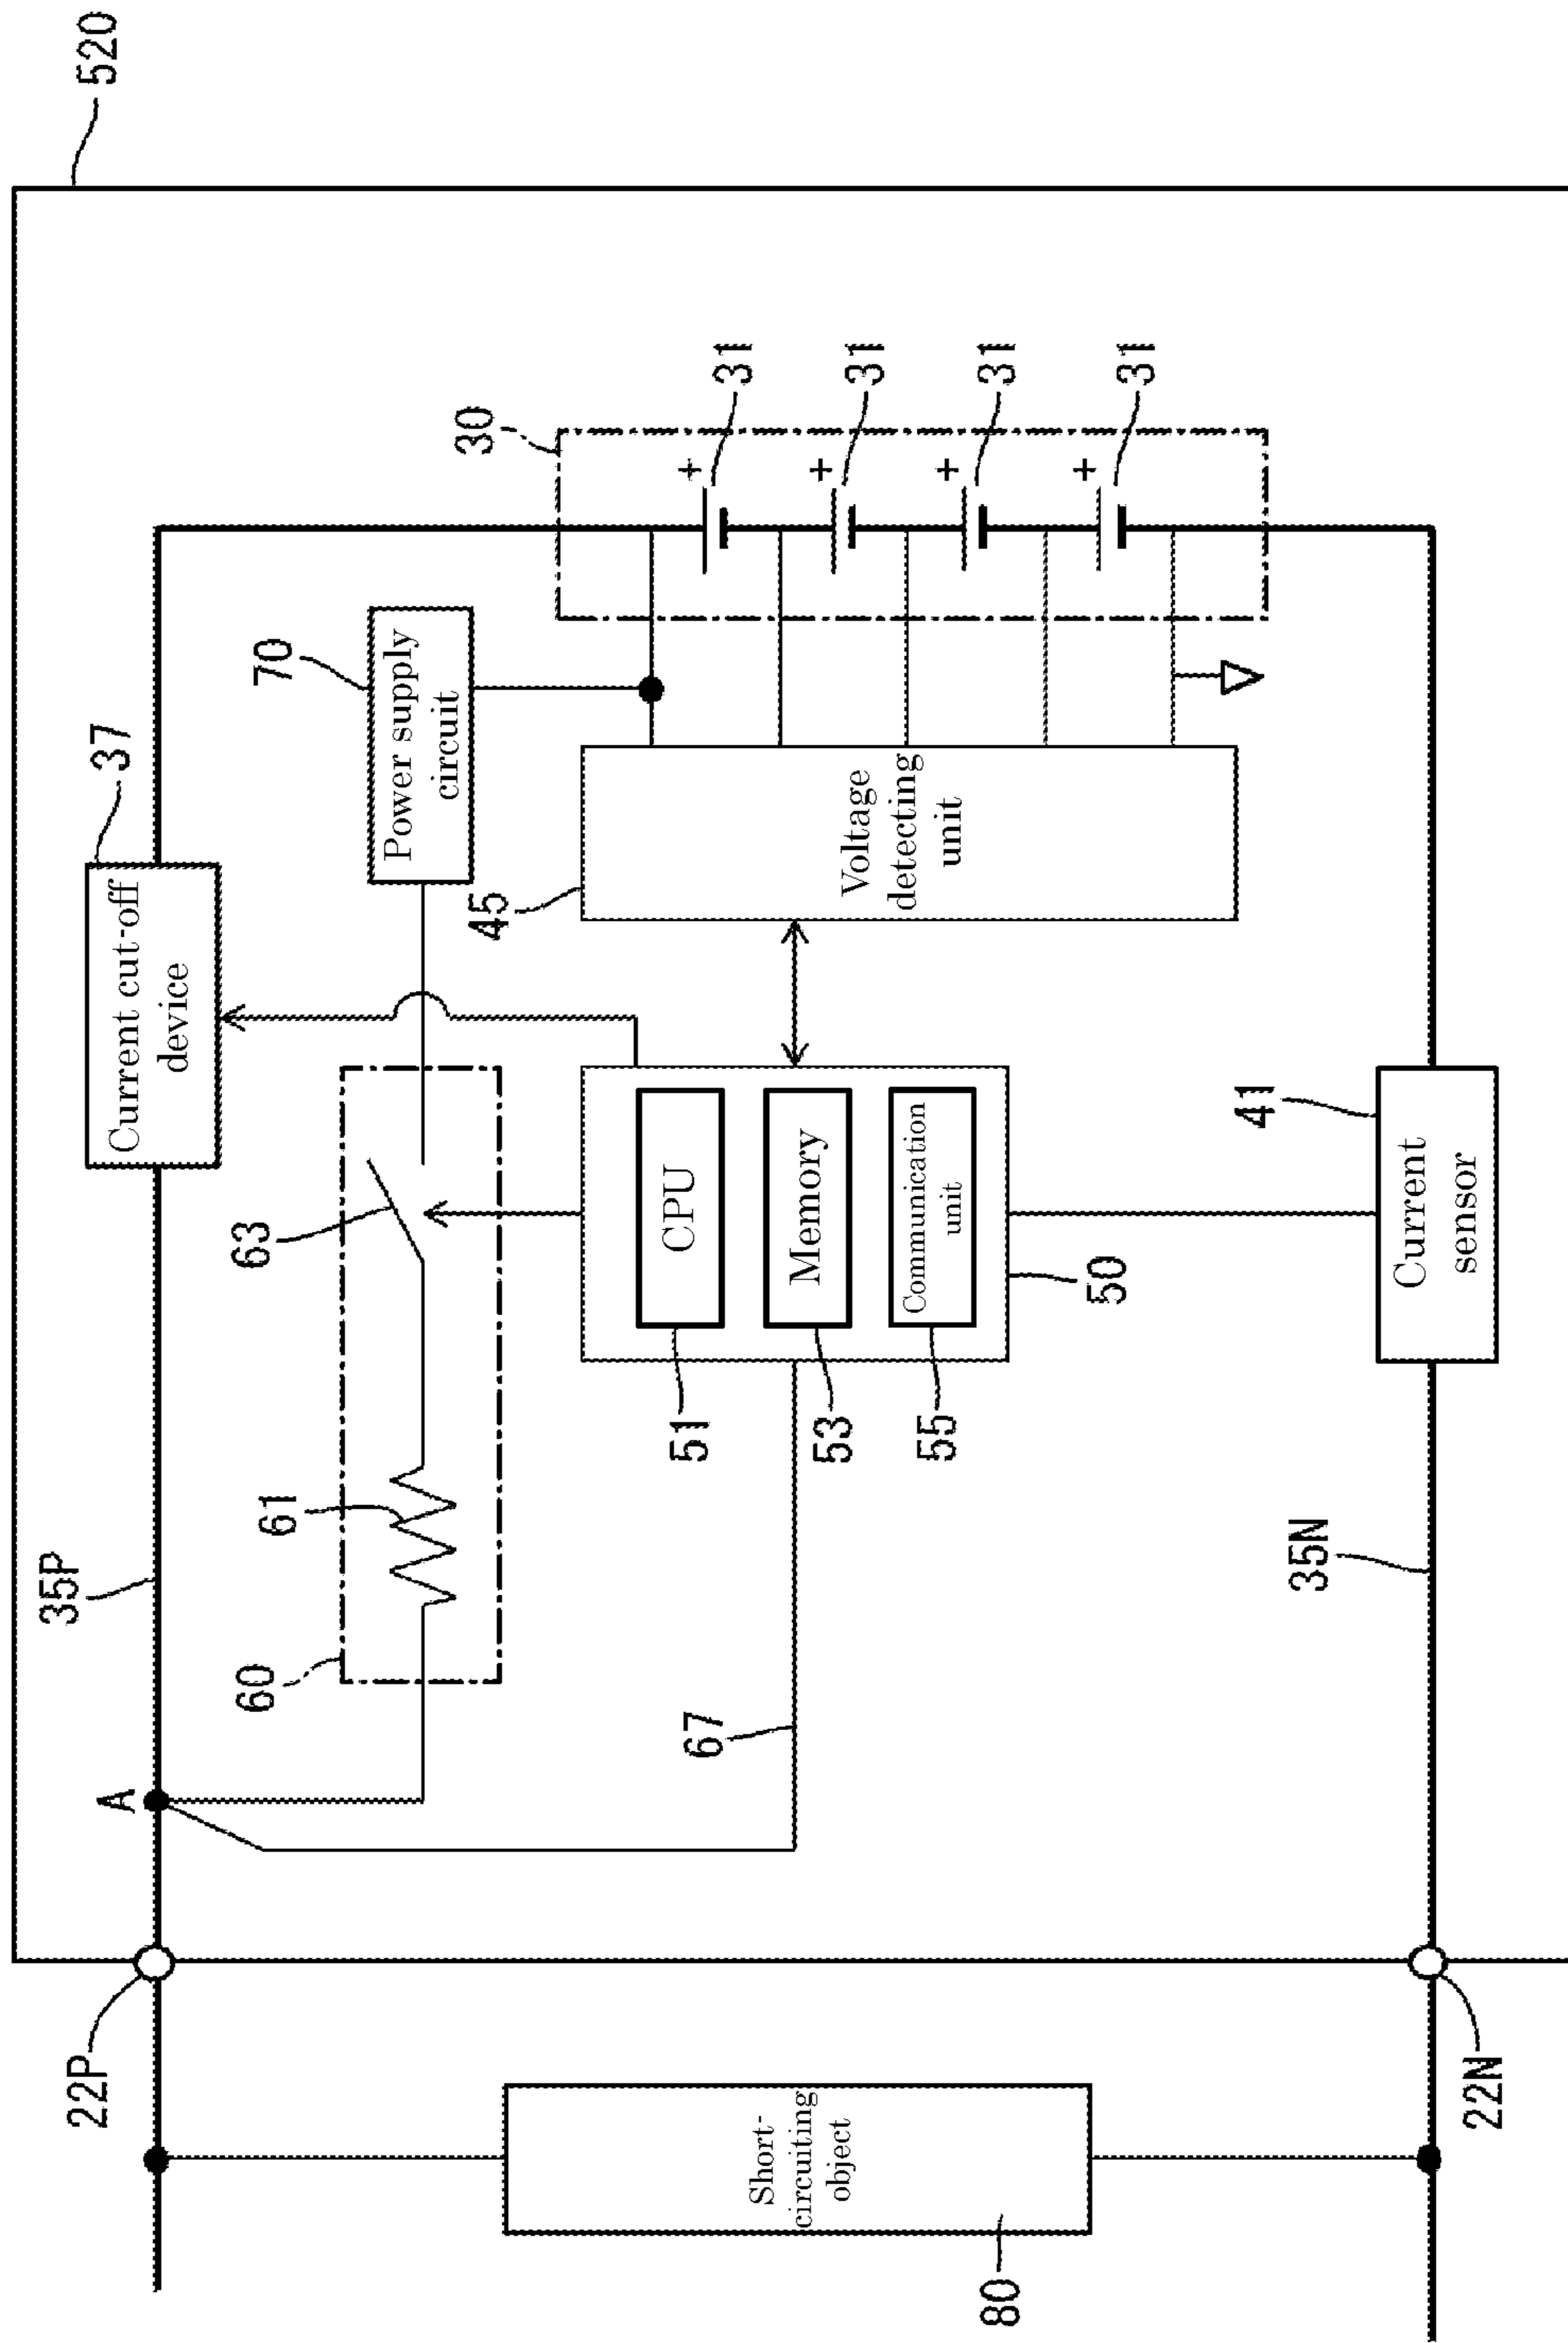 520
37
Current cut-off
device
35P
A
22P
70
Power supply
circuit
30
+
31
+
31
+
31
+
31
63
61
60
45
Voltage
detecting
unit
CPU
Memory
Communication
unit
51
53
55
50
67
41
Current
sensor
35N
22N
Short-
circuiting
object
80